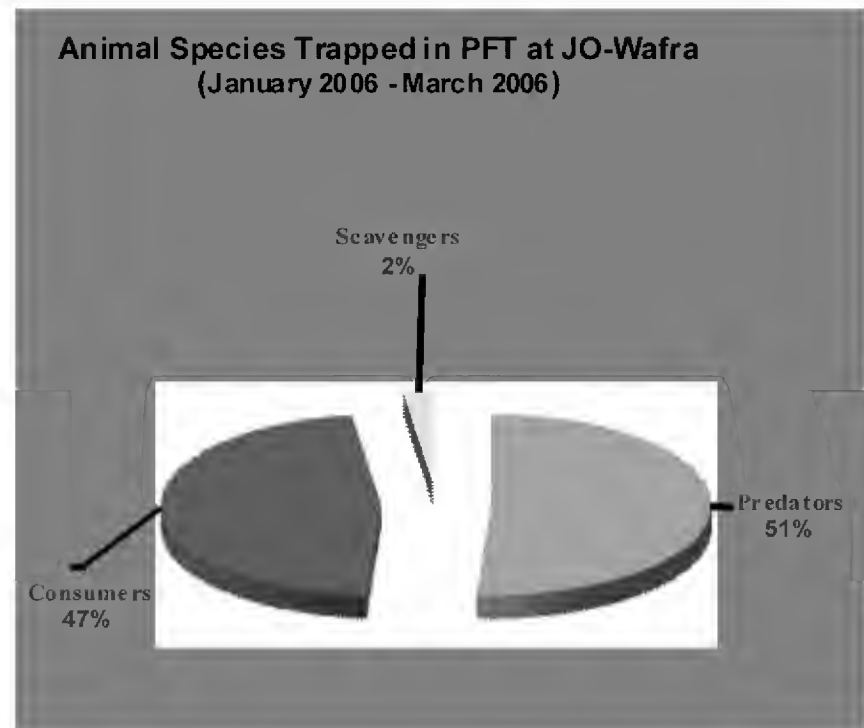 Animal Species Trapped in PFT at JO-Wafra
(January 2006 - March 2006)
Scavengers
2%
Predators
51%
Consumers
47%